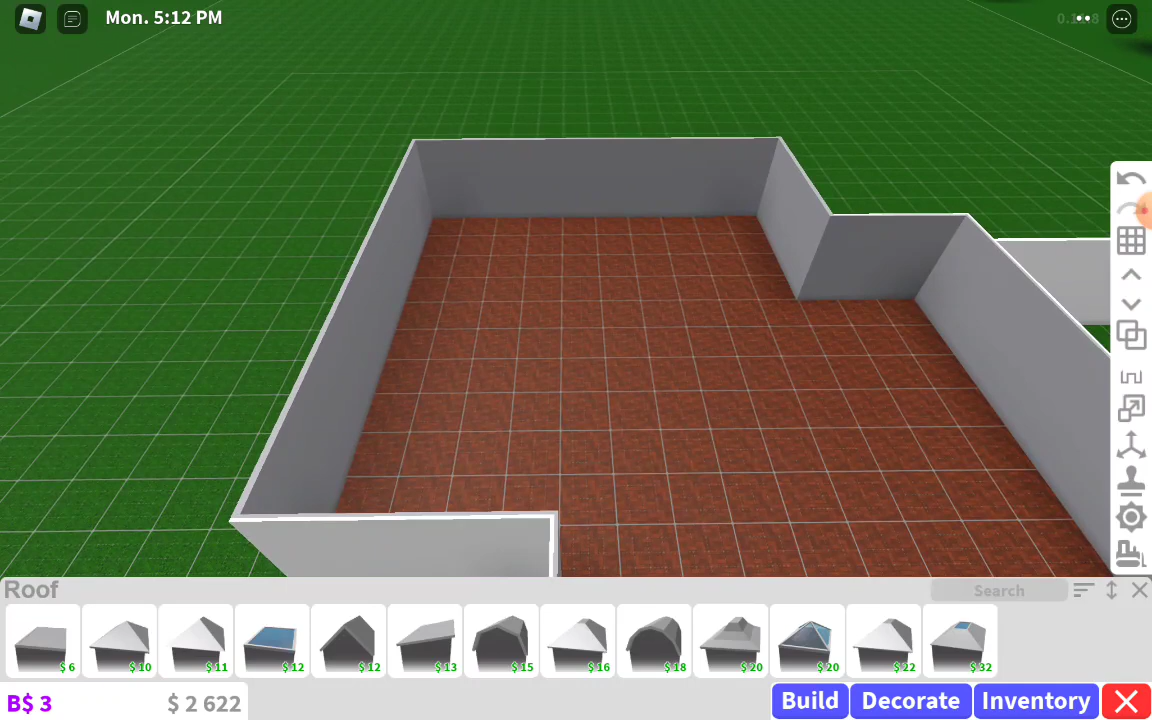 Mon. 5:12 PM
Roof
Search
$ 6
$ 10
$ 11
$ 12
$ 12
$ 13
$ 15
$ 16
$ 18
$ 20
$ 20
$ 22
$ 32
B$ 3
$ 2 622
Build
Decorate
Inventory